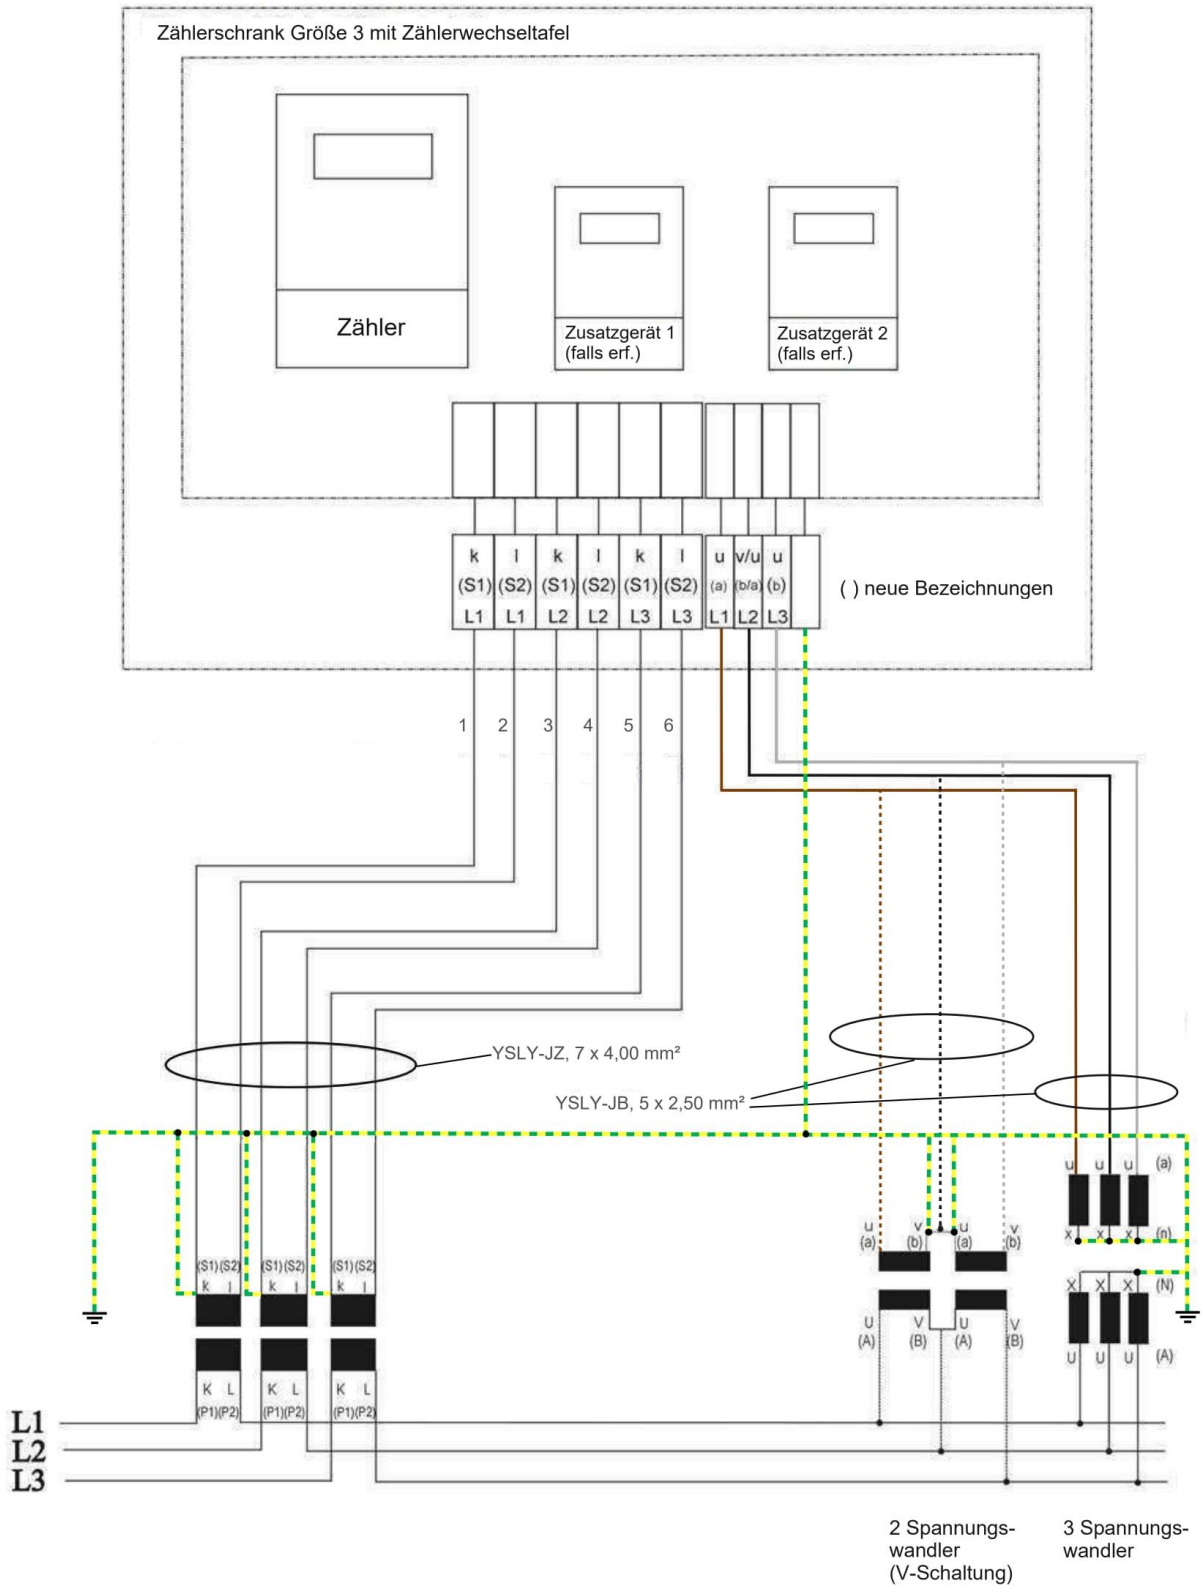 Zählerschrank Größe 3 mit Zählerwechseltafel
Zähler
Zusatzgerät 1
(falls erf.)
Zusatzgerät 2
(falls erf.)
k l k l k l u v/u u
(S1) (S2) (S1) (S2) (S1) (S2) (a) (b/a) (b)
L1 L1 L2 L2 L3 L3 L1 L2 L3
( ) neue Bezeichnungen
1 2 3 4 5 6
YSLY-JZ, 7 x 4,00 mm²
YSLY-JB, 5 x 2,50 mm²
u u u (a)
x x x (n)
u v u v
(a) (b) (a) (b)
(S1) (S2) (S1) (S2) (S1) (S2)
k l k l k l
X X X (N)
U V U V
(A) (B) (A) (B)
U U U (A)
K L K L K L
(P1) (P2) (P1) (P2) (P1) (P2)
L1
L2
L3
2 Spannungs-
wandler
(V-Schaltung)
3 Spannungs-
wandler